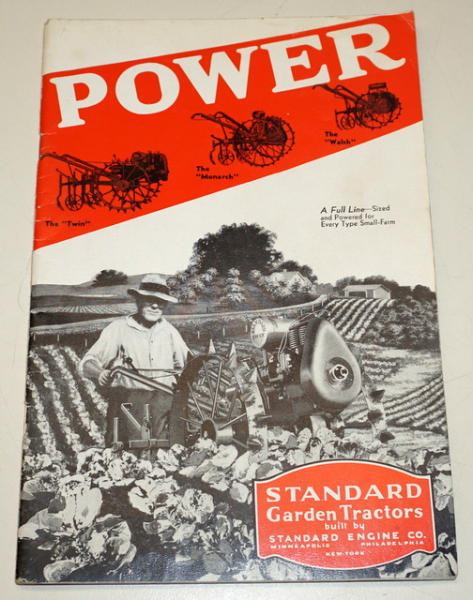 POWER
The "Twin"
The
"Monarch"
The
"Walsh"
A Full Line—Sized
and Powered for
Every Type Small-Farm
STANDARD
Garden Tractors
built by
STANDARD ENGINE CO.
MINNEAPOLIS PHILADELPHIA
NEW-YORK